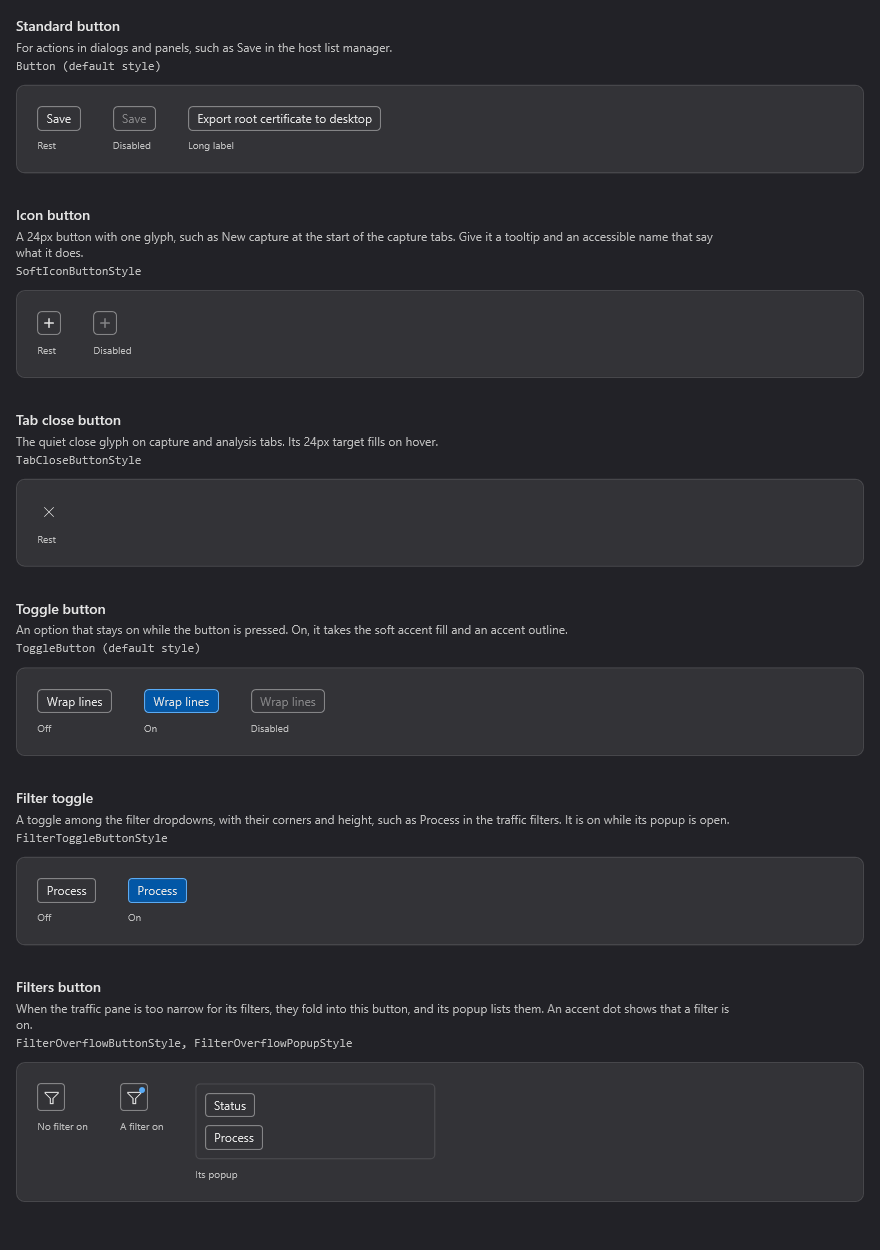 Standard button
For actions in dialogs and panels, such as Save in the host list manager.
Button (default style)
Save
Save
Export root certificate to desktop
Rest
Disabled
Long label
Icon button
A 24px button with one glyph, such as New capture at the start of the capture tabs. Give it a tooltip and an accessible name that say
what it does.
SoftIconButtonStyle
Rest
Disabled
Tab close button
The quiet close glyph on capture and analysis tabs. Its 24px target fills on hover.
TabCloseButtonStyle
Rest
Toggle button
An option that stays on while the button is pressed. On, it takes the soft accent fill and an accent outline.
ToggleButton (default style)
Wrap lines
Wrap lines
Wrap lines
Off
On
Disabled
Filter toggle
A toggle among the filter dropdowns, with their corners and height, such as Process in the traffic filters. It is on while its popup is open.
FilterToggleButtonStyle
Process
Process
Off
On
Filters button
When the traffic pane is too narrow for its filters, they fold into this button, and its popup lists them. An accent dot shows that a filter is
on.
FilterOverflowButtonStyle, FilterOverflowPopupStyle
Status
Process
No filter on
A filter on
Its popup